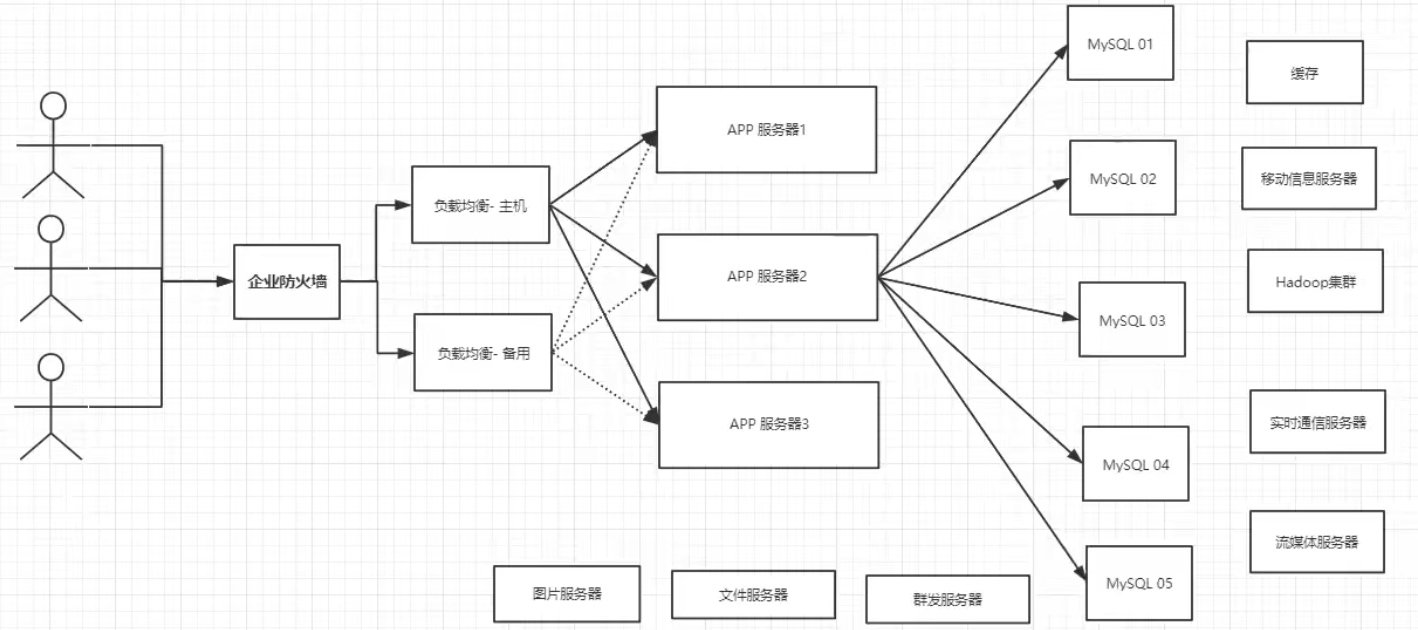 MySQL 01
缓存
APP 服务器1
MySQL 02
移动信息服务器
负载均衡- 主机
企业防火墙
APP 服务器2
Hadoop集群
MySQL 03
负载均衡- 备用
APP 服务器3
实时通信服务器
MySQL 04
流媒体服务器
MySQL 05
图片服务器
文件服务器
群发服务器